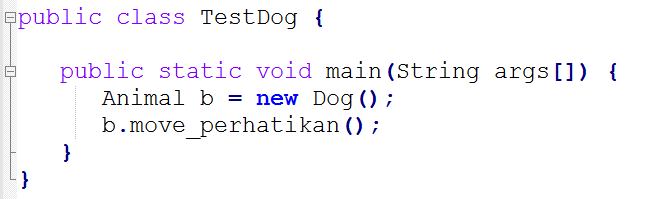 public class TestDog {
public static void main(String args[]) {
Animal b = new Dog();
b.move_perhatikan();
}
}